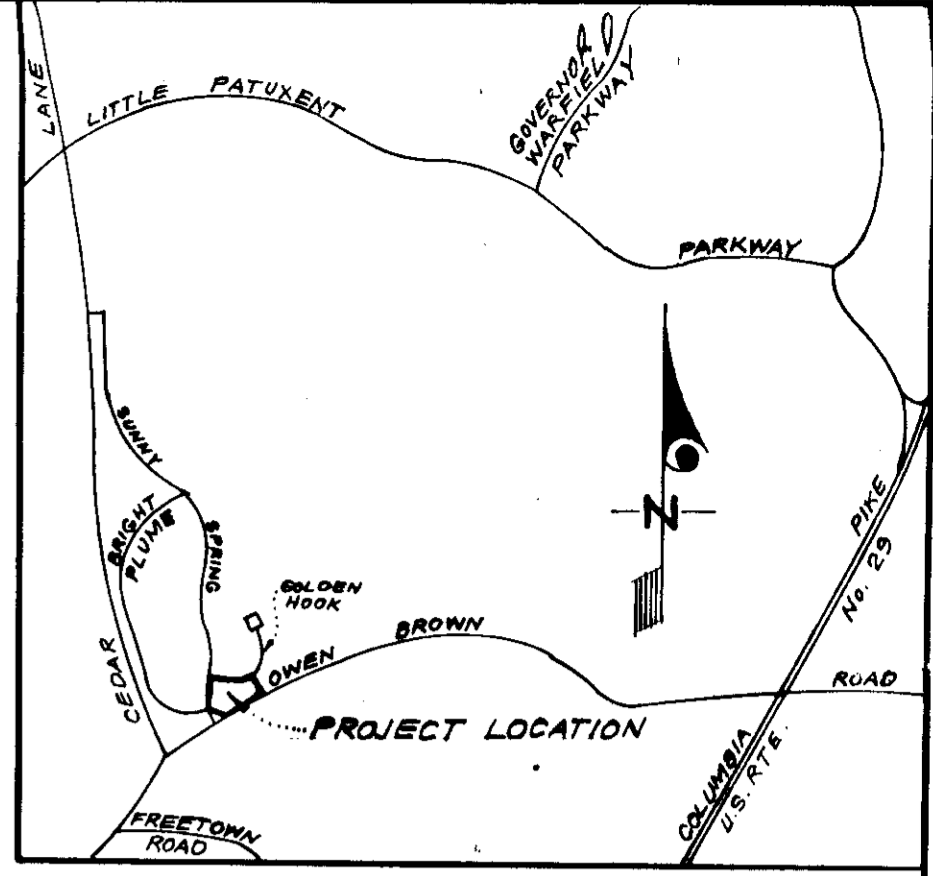 LANE
LITTLE PATUXENT
GOVERNOR
WARFIELD
PARKWAY
PARKWAY
SUNNY
BRIGHT
PLUME
SPRING
N
PIKE
No. 29
GOLDEN
HOOK
CEDAR
OWEN BROWN
ROAD
PROJECT LOCATION
COLUMBIA
U.S. RTE.
FREETOWN
ROAD